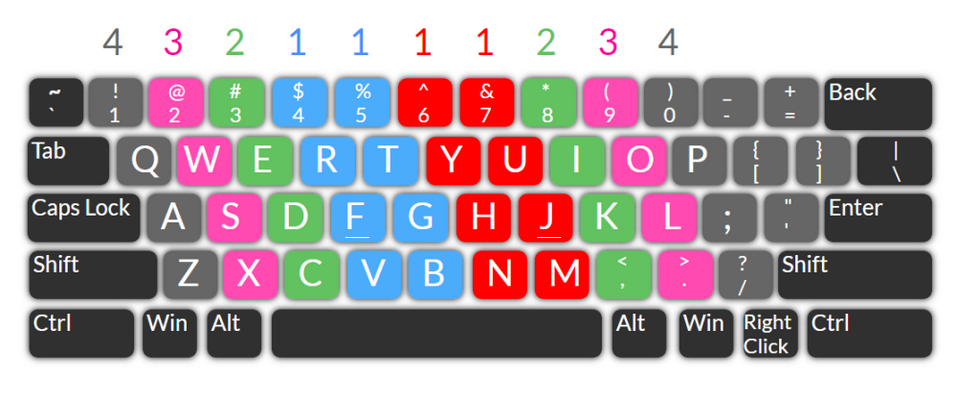 4 3 2 1 1 1 1 2 3 4
~ ! @ # $ % ^ & * ( ) _ + Back
` 1 2 3 4 5 6 7 8 9 0 - =
Tab Q W E R T Y U I O P { } |
[ ] \
Caps Lock A S D F G H J K L ; " Enter
'
Shift Z X C V B N M < > ? Shift
, . /
Ctrl Win Alt Alt Win Right Ctrl
Click